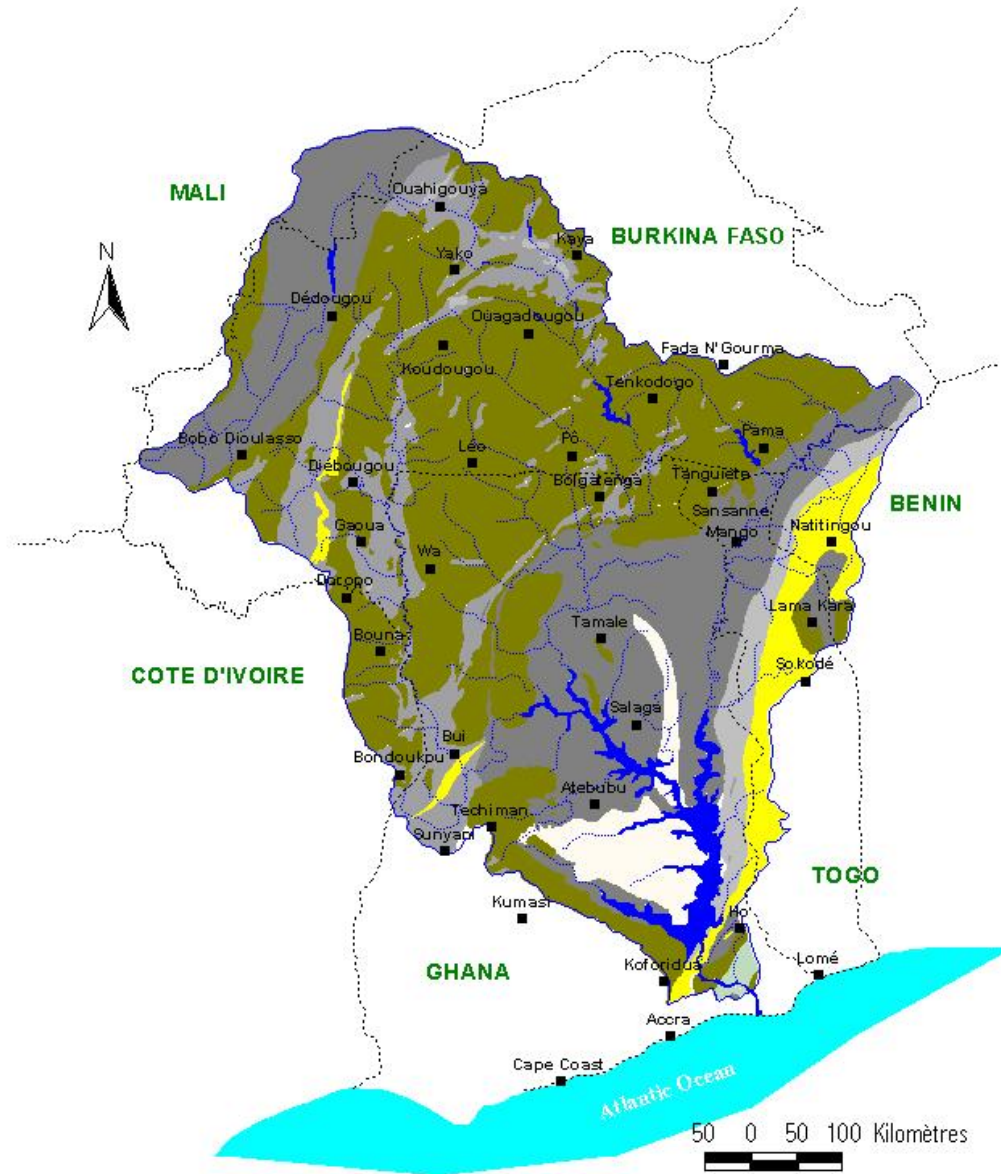 MALI
Ouahigouya
BURKINA FASO
Kaya
N
Yako
Dédougou
Ouagadougou
Koudougou
Fada N'Gourma
Tenkodogo
Bobo Dioulasso
Léo
Pô
Pama
Diébougou
Bolgatenga
Tanguiéta
BENIN
Gaoua
Sansanne
Mango
Natitingou
Wa
Doropo
Lama Kara
Bouna
Tamale
COTE D'IVOIRE
Sokodé
Salaga
Bui
Bondoukpu
Atebubu
Techiman
Sunyani
TOGO
Kumasi
Ho
GHANA
Koforidua
Lomé
Accra
Cape Coast
Atlantic Ocean
50 0 50 100 Kilomètres